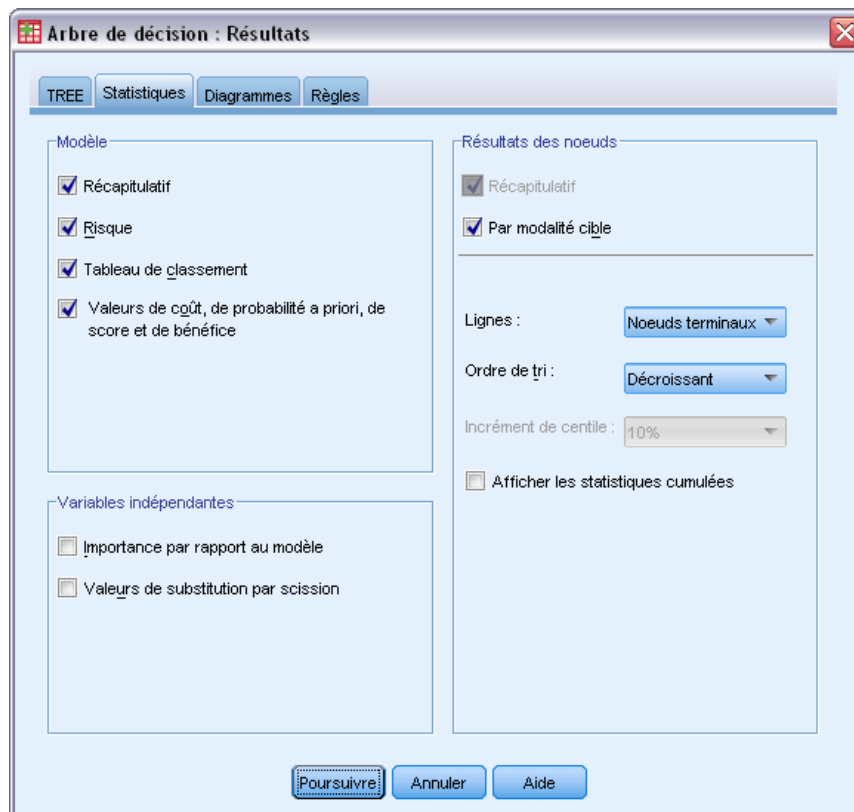 Arbre de décision : Résultats
TREE
Statistiques
Diagrammes
Règles
Modèle
Récapitulatif
Risque
Tableau de classement
Valeurs de coût, de probabilité a priori, de
score et de bénéfice
Variables indépendantes
Importance par rapport au modèle
Valeurs de substitution par scission
Résultats des noeuds
Récapitulatif
Par modalité cible
Lignes :
Noeuds terminaux
Ordre de tri :
Décroissant
Incrément de centile :
10%
Afficher les statistiques cumulées
Poursuivre
Annuler
Aide